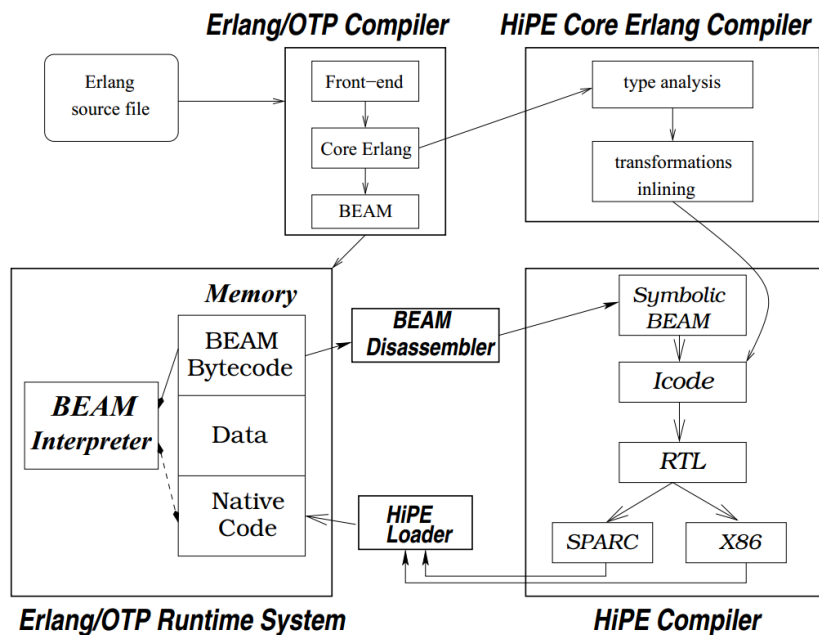 Erlang/OTP Compiler
HiPE Core Erlang Compiler
Erlang
source file
Front-end
Core Erlang
BEAM
type analysis
transformations
inlining
Memory
BEAM
Bytecode
Data
Native
Code
BEAM
Interpreter
BEAM
Disassembler
HiPE
Loader
Symbolic
BEAM
Icode
RTL
SPARC
X86
Erlang/OTP Runtime System
HiPE Compiler